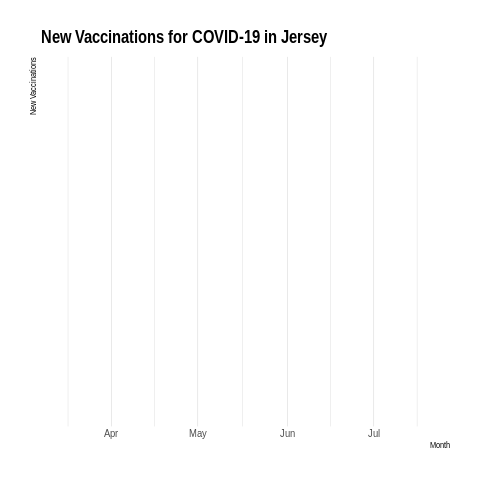 New Vaccinations for COVID-19 in Jersey
New Vaccinations
Apr May Jun Jul
Month